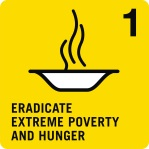 1
ERADICATE
EXTREME POVERTY
AND HUNGER